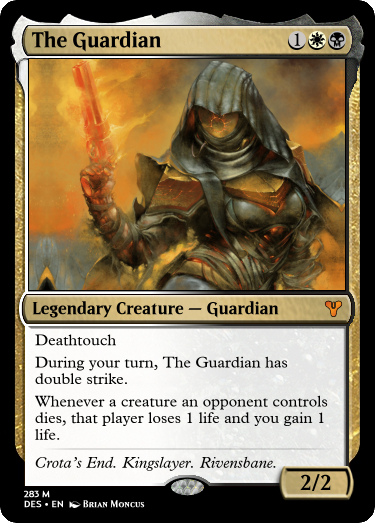 The Guardian 1
Legendary Creature — Guardian
Deathtouch
During your turn, The Guardian has
double strike.
Whenever a creature an opponent controls
dies, that player loses 1 life and you gain 1
life.
Crota's End. Kingslayer. Rivensbane.
2/2
283 M
DES • EN Brian Moncus